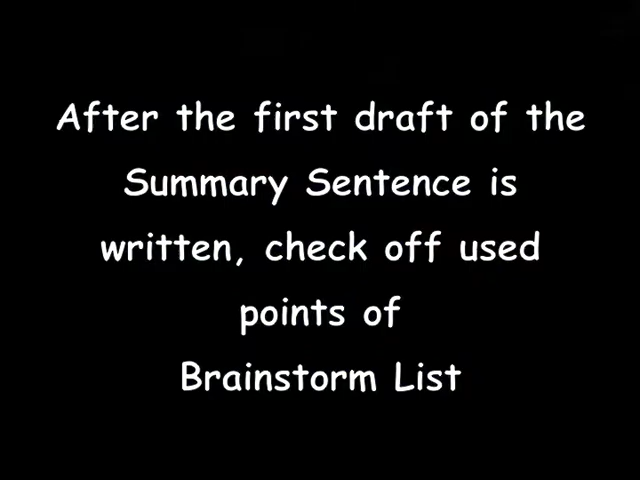 After the first draft of the
Summary Sentence is
written, check off used
points of
Brainstorm List